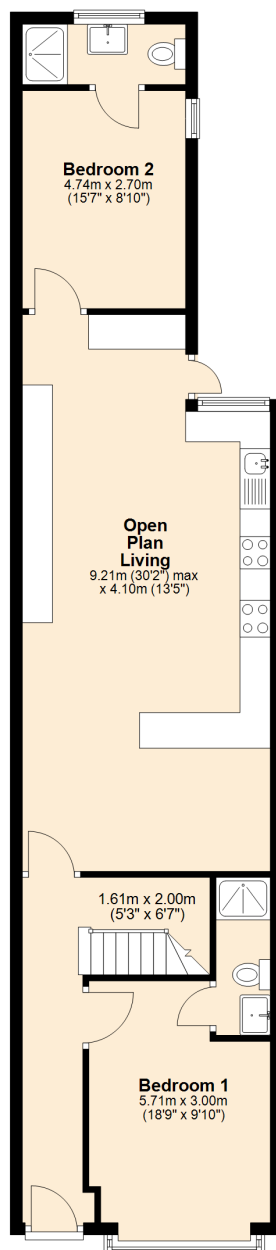 Bedroom 2
4.74m x 2.70m
(15'7" x 8'10")
Open
Plan
Living
9.21m (30'2") max
x 4.10m (13'5")
1.61m x 2.00m
(5'3" x 6'7")
Bedroom 1
5.71m x 3.00m
(18'9" x 9'10")